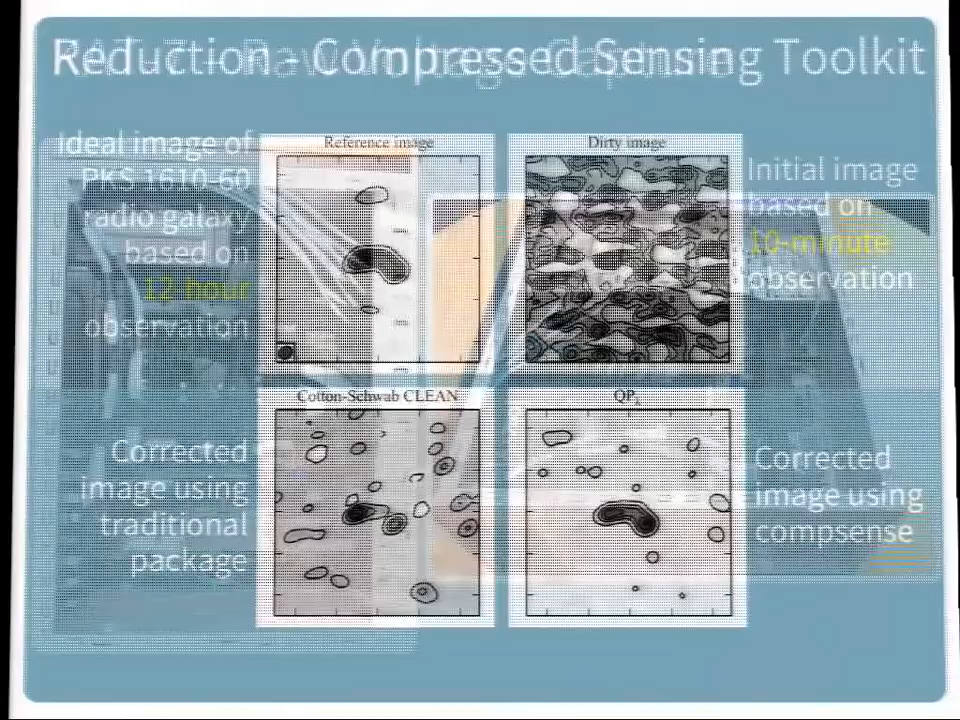 Reduction - Compressed Sensing Toolkit
Ideal image of
PKS 1610-60
radio galaxy
based on
12-hour
observation
Reference image
Dirty image
Initial image
based on
10-minute
observation
Cotton-Schwab CLEAN
QPλ
Corrected
image using
traditional
package
Corrected
image using
compsense